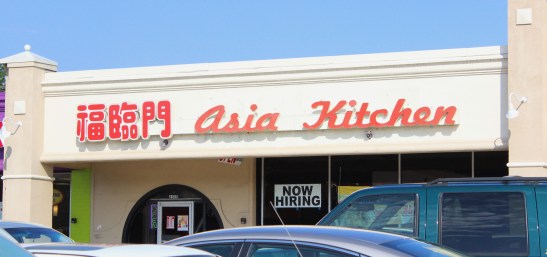 福臨門 Asia Kitchen
NOW
HIRING